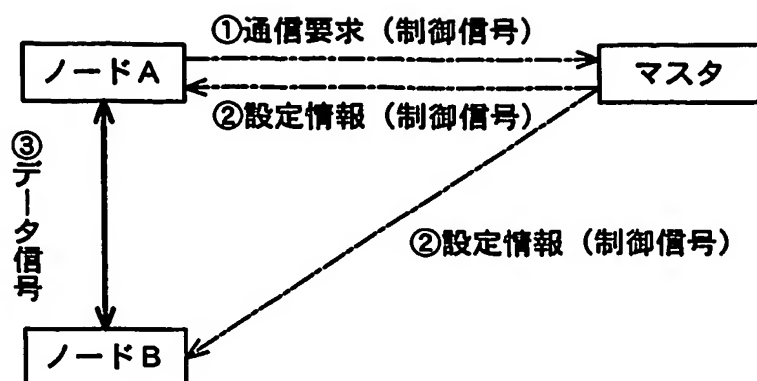 ①通信要求（制御信号）
ノードA
マスタ
②設定情報（制御信号）
③データ信号
②設定情報（制御信号）
ノードB